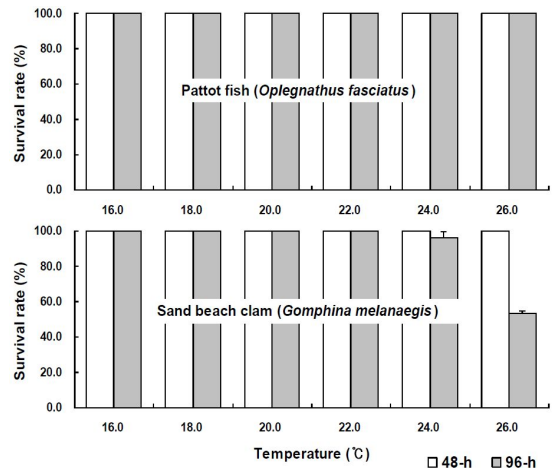 100.0
80.0
60.0
40.0
20.0
0.0
Survival rate (%)
Pattot fish (Oplegnathus fasciatus)
16.0 18.0 20.0 22.0 24.0 26.0
100.0
80.0
60.0
40.0
20.0
0.0
Survival rate (%)
Sand beach clam (Gomphina melanaegis)
16.0 18.0 20.0 22.0 24.0 26.0
Temperature (℃)
48-h 96-h